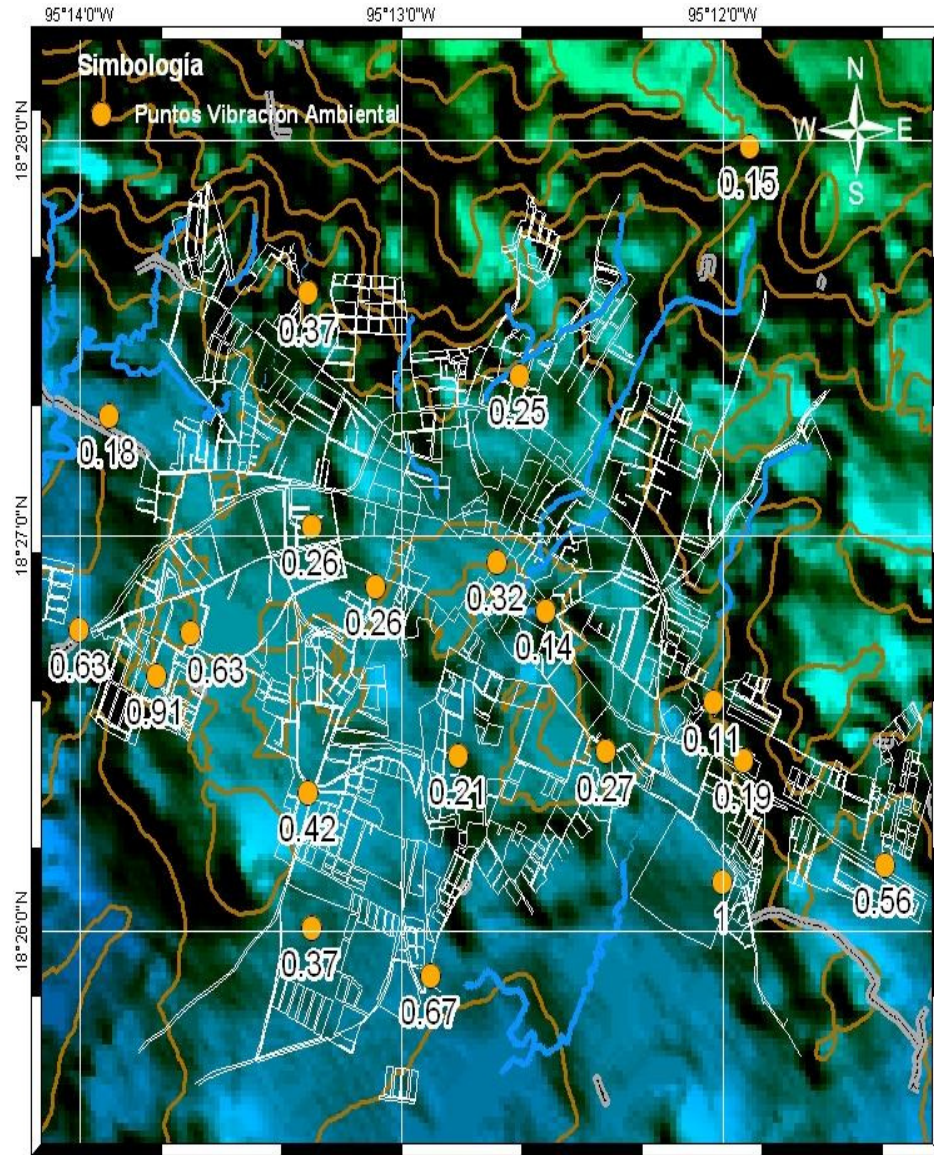 95°14'0"W
95°13'0"W
95°12'0"W
Simbología
N
Puntos Vibración Ambiental
W
E
18°28'0"N
S
0.15
0.37
0.25
0.18
18°27'0"N
0.26
0.26
0.32
0.14
0.63
0.63
0.91
0.11
0.21
0.27
0.19
0.42
0.56
1
18°26'0"N
0.37
0.67